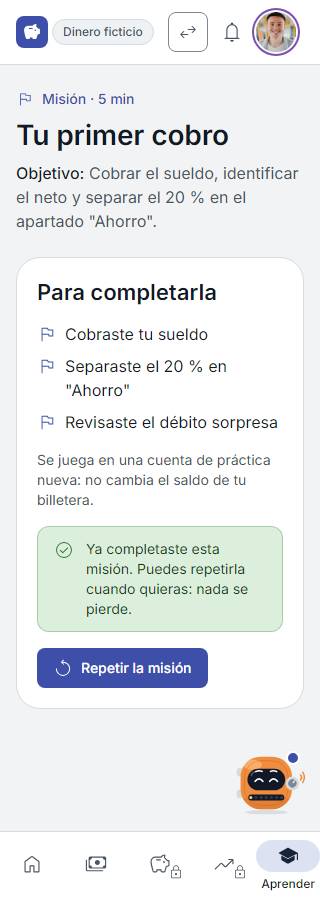 Dinero ficticio
Misión · 5 min
Tu primer cobro
Objetivo: Cobrar el sueldo, identificar
el neto y separar el 20 % en el
apartado "Ahorro".
Para completarla
Cobraste tu sueldo
Separaste el 20 % en
"Ahorro"
Revisaste el débito sorpresa
Se juega en una cuenta de práctica
nueva: no cambia el saldo de tu
billetera.
Ya completaste esta
misión. Puedes repetirla
cuando quieras: nada se
pierde.
Repetir la misión
Aprender